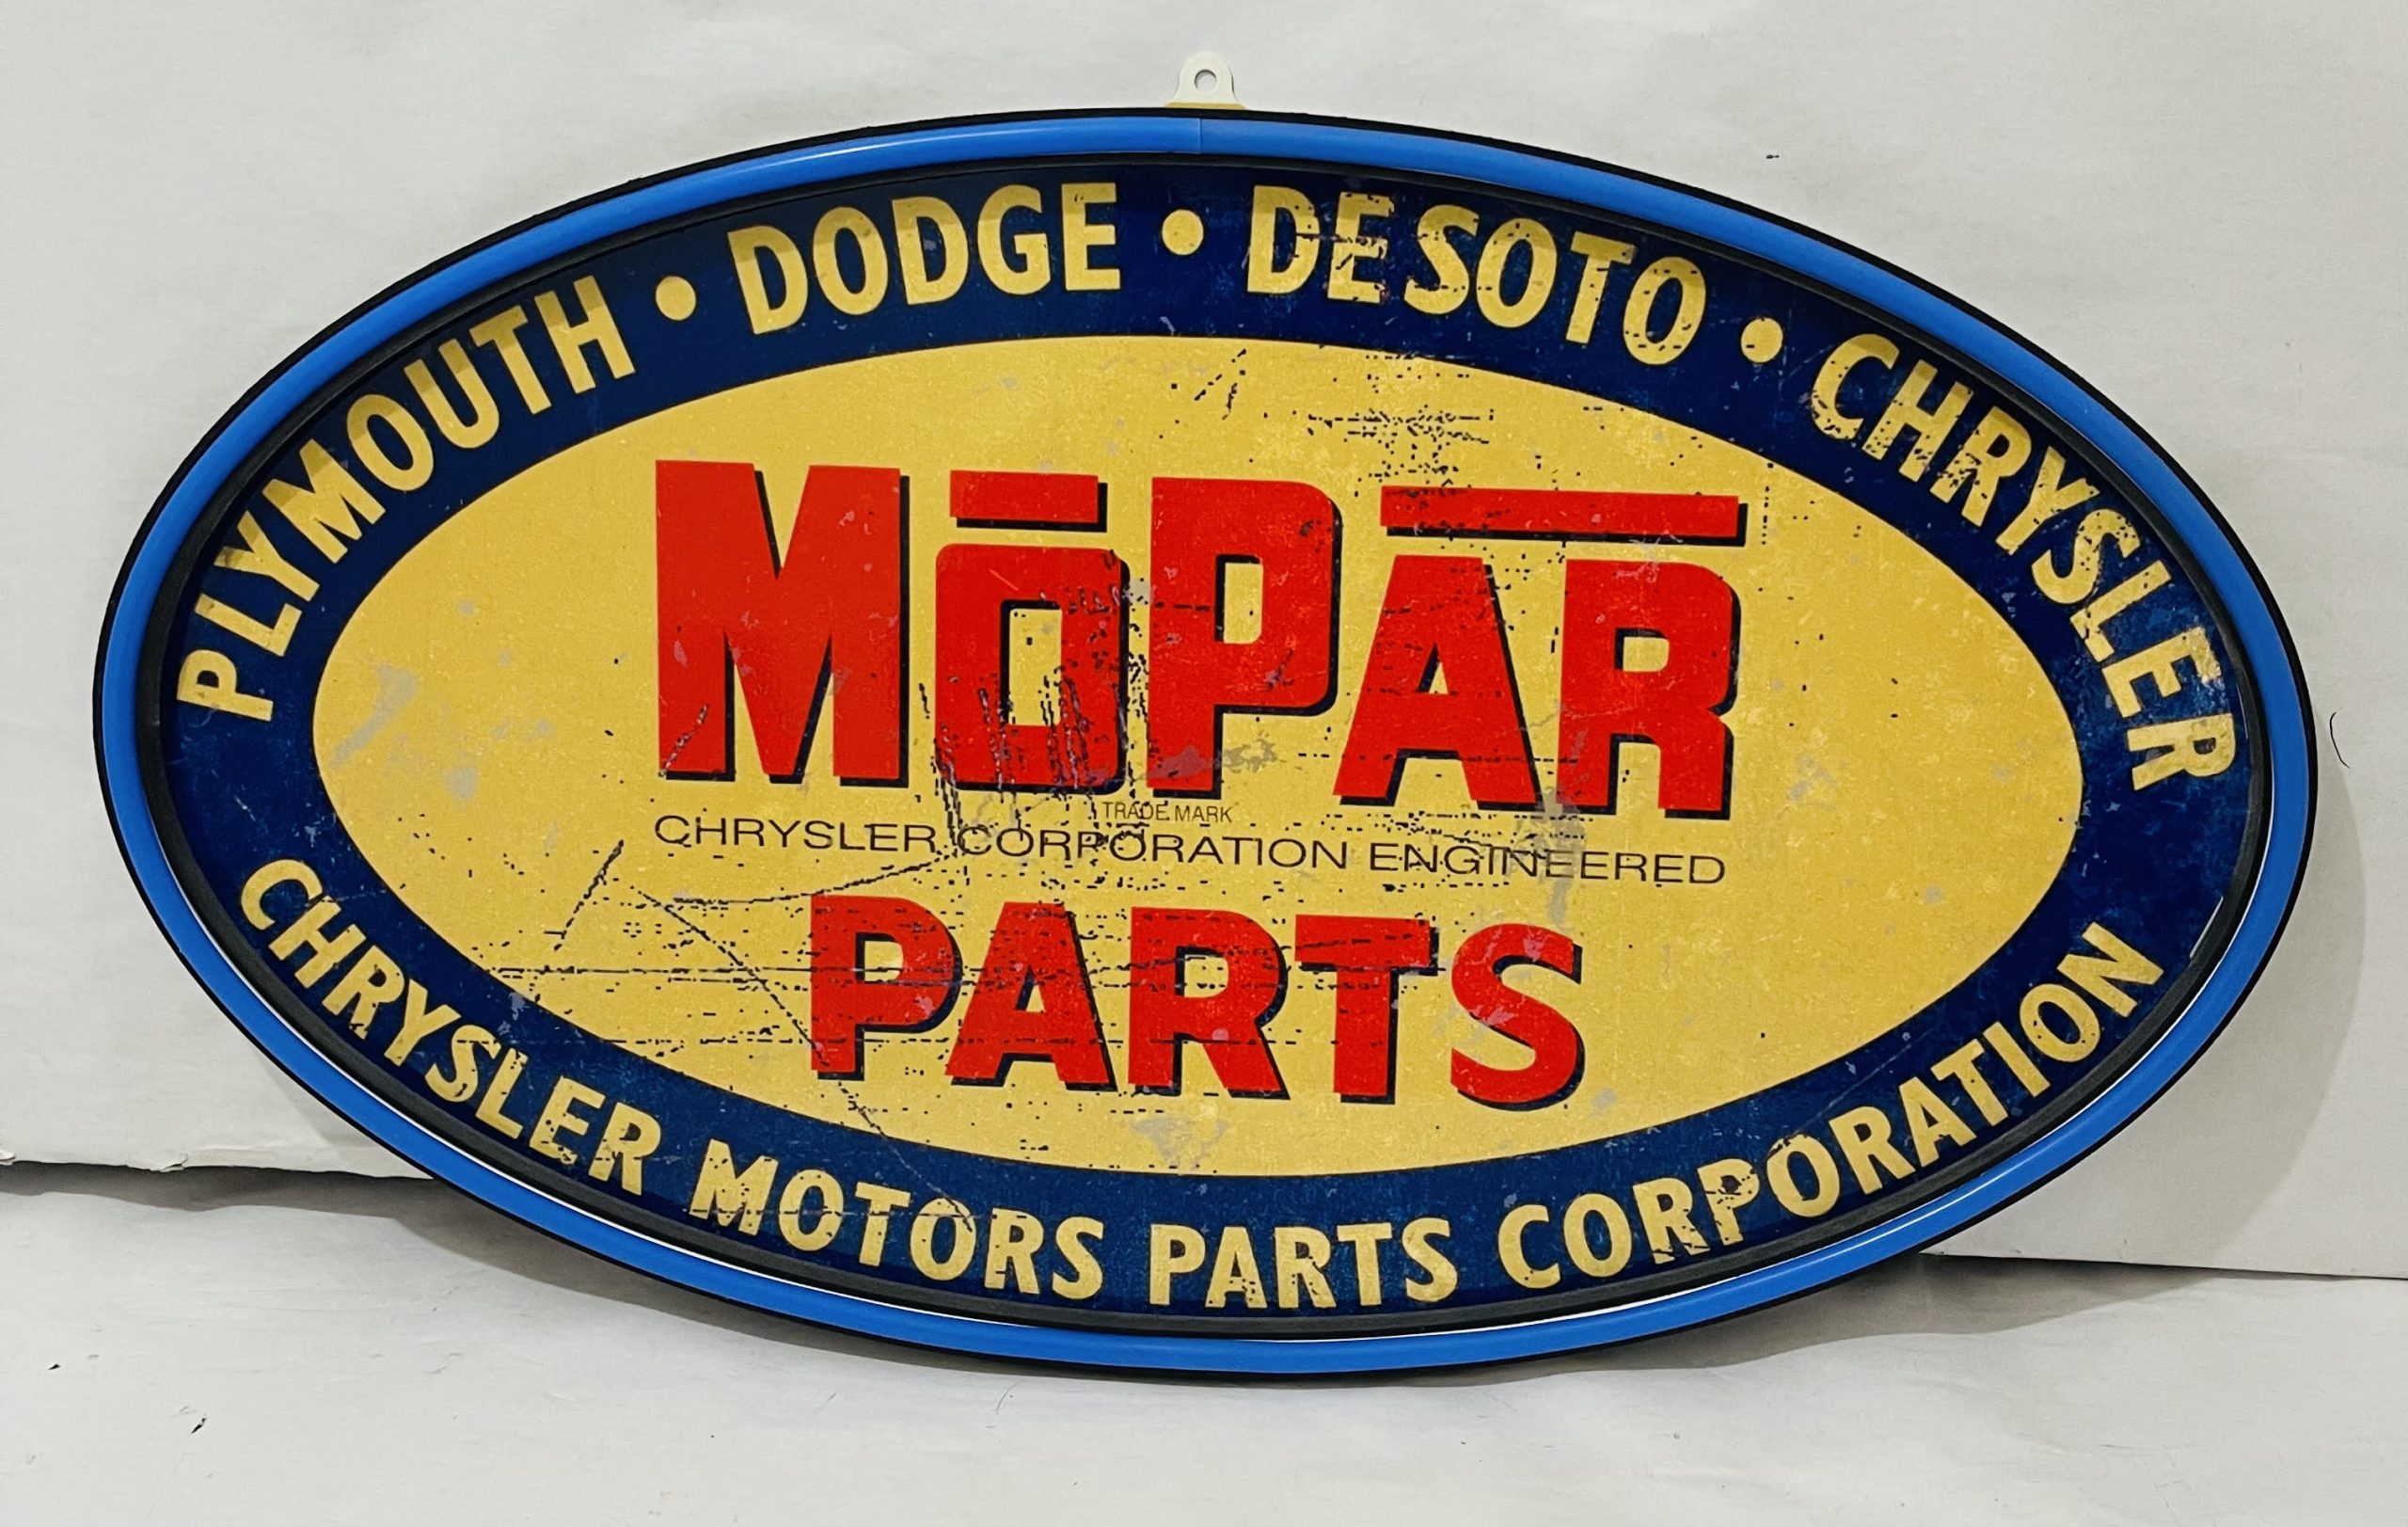 PLYMOUTH • DODGE • DESOTO • CHRYSLER
MOPAR
TRADE MARK
CHRYSLER CORPORATION ENGINEERED
PARTS
CHRYSLER MOTORS PARTS CORPORATION